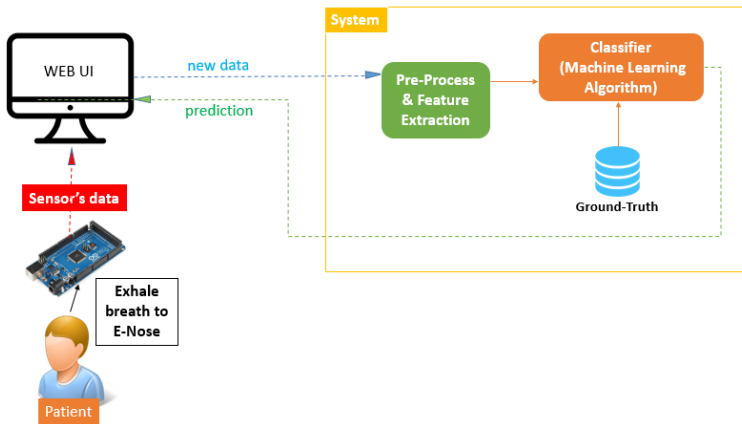 System
WEB UI
new data
prediction
Pre-Process
& Feature
Extraction
Classifier
(Machine Learning
Algorithm)
Ground-Truth
Sensor's data
Exhale
breath to
E-Nose
Patient